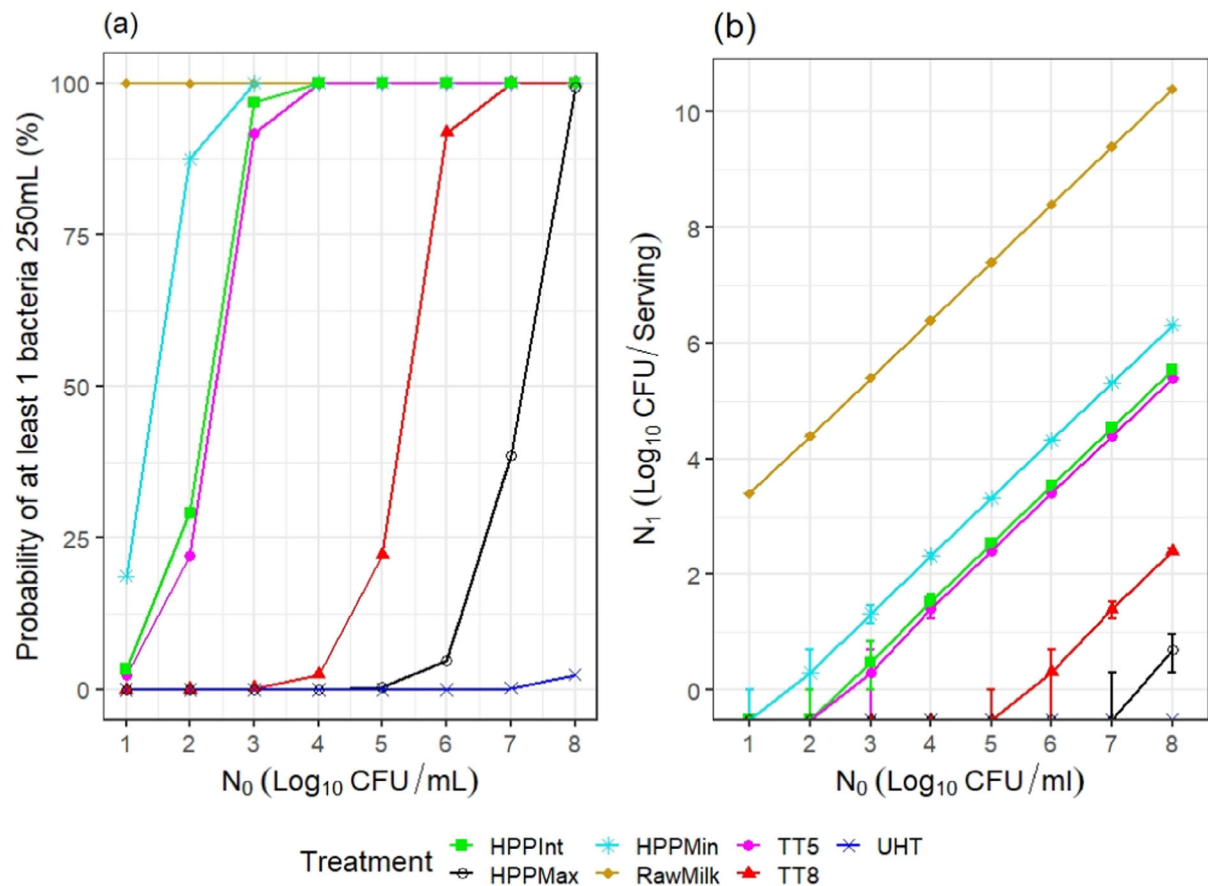 (a)
Probability of at least 1 bacteria 250mL (%)
100
75
50
25
0
1 2 3 4 5 6 7 8
N₀ (Log₁₀ CFU/mL)
(b)
N₁ (Log₁₀ CFU/Serving)
10
8
6
4
2
0
1 2 3 4 5 6 7 8
N₀ (Log₁₀ CFU/ml)
Treatment
HPPInt HPPMin TT5 UHT
HPPMax RawMilk TT8